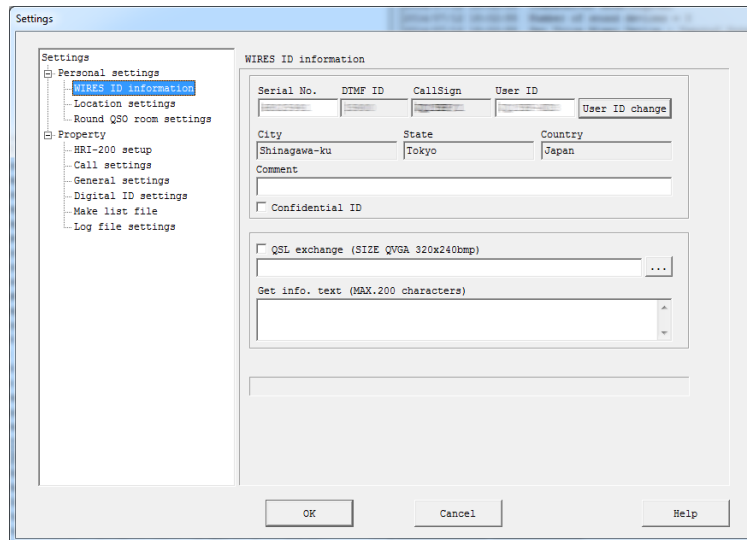 Settings
Settings
Personal settings
WIRES ID information
Location settings
Round QSO room settings
Property
HRI-200 setup
Call settings
General settings
Digital ID settings
Make list file
Log file settings
WIRES ID information
Serial No. DTMF ID CallSign User ID
User ID change
City State Country
Shinagawa-ku Tokyo Japan
Comment
Confidential ID
QSL exchange (SIZE QVGA 320x240bmp)
...
Get info. text (MAX.200 characters)
OK Cancel Help